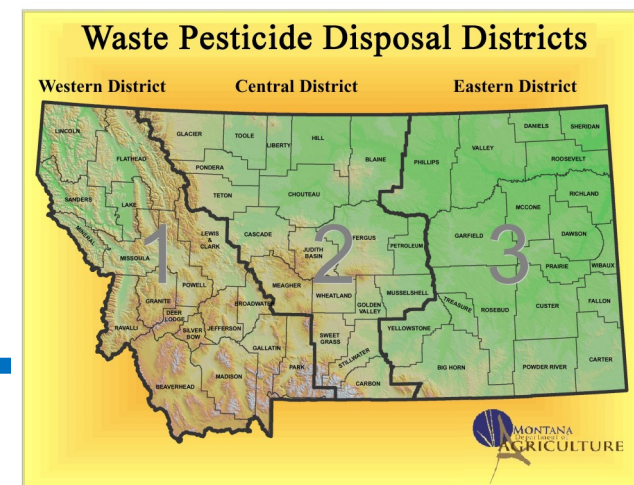 Waste Pesticide Disposal Districts
Western District
Central District
Eastern District
1
2
3
LINCOLN
FLATHEAD
SANDERS
LAKE
MINERAL
MISSOULA
LEWIS
&
CLARK
POWELL
GRANITE
DEER
LODGE
RAVALLI
SILVER
BOW
JEFFERSON
BROADWATER
GALLATIN
PARK
MADISON
BEAVERHEAD
GLACIER
TOOLE
LIBERTY
HILL
BLAINE
PONDERA
TETON
CHOUTEAU
CASCADE
JUDITH
BASIN
FERGUS
PETROLEUM
MEAGHER
WHEATLAND
GOLDEN
VALLEY
MUSSELSHELL
SWEET
GRASS
STILLWATER
CARBON
PHILLIPS
VALLEY
DANIELS
SHERIDAN
ROOSEVELT
RICHLAND
MCCONE
GARFIELD
DAWSON
PRAIRIE
WIBAUX
TREASURE
ROSEBUD
CUSTER
FALLON
YELLOWSTONE
BIG HORN
POWDER RIVER
CARTER
MONTANA
Department of
AGRICULTURE